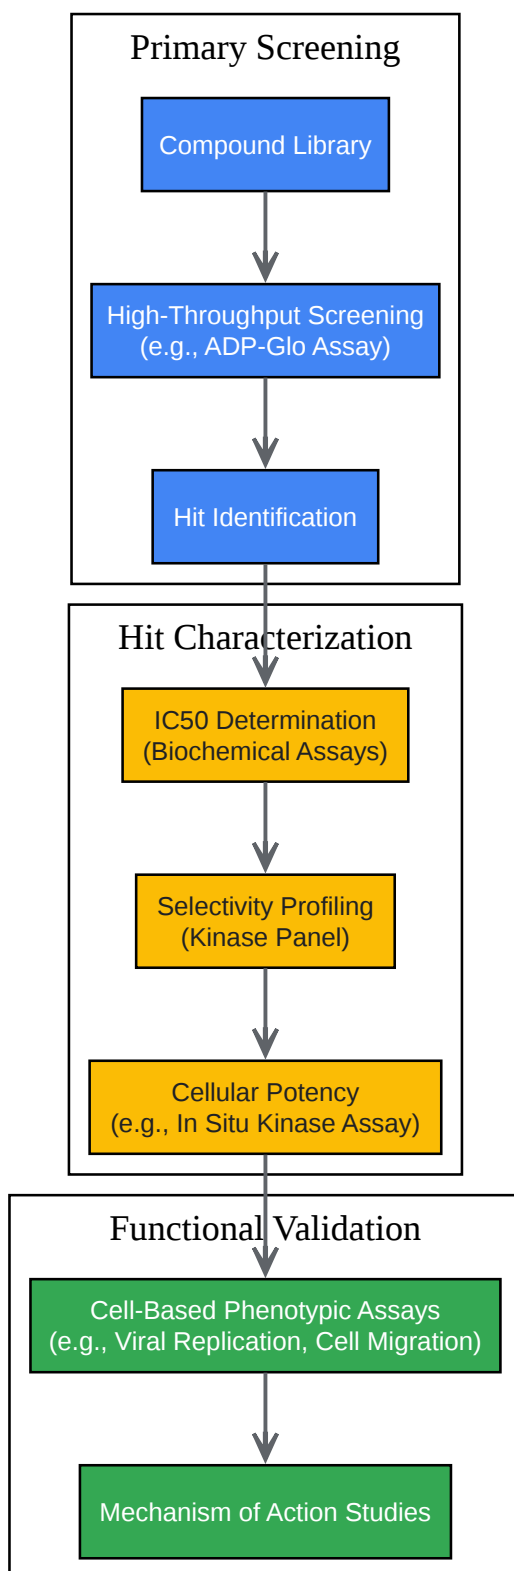 Primary Screening
Compound Library
High-Throughput Screening
(e.g., ADP-Glo Assay)
Hit Identification
Hit Characterization
IC50 Determination
(Biochemical Assays)
Selectivity Profiling
(Kinase Panel)
Cellular Potency
(e.g., In Situ Kinase Assay)
Functional Validation
Cell-Based Phenotypic Assays
(e.g., Viral Replication, Cell Migration)
Mechanism of Action Studies